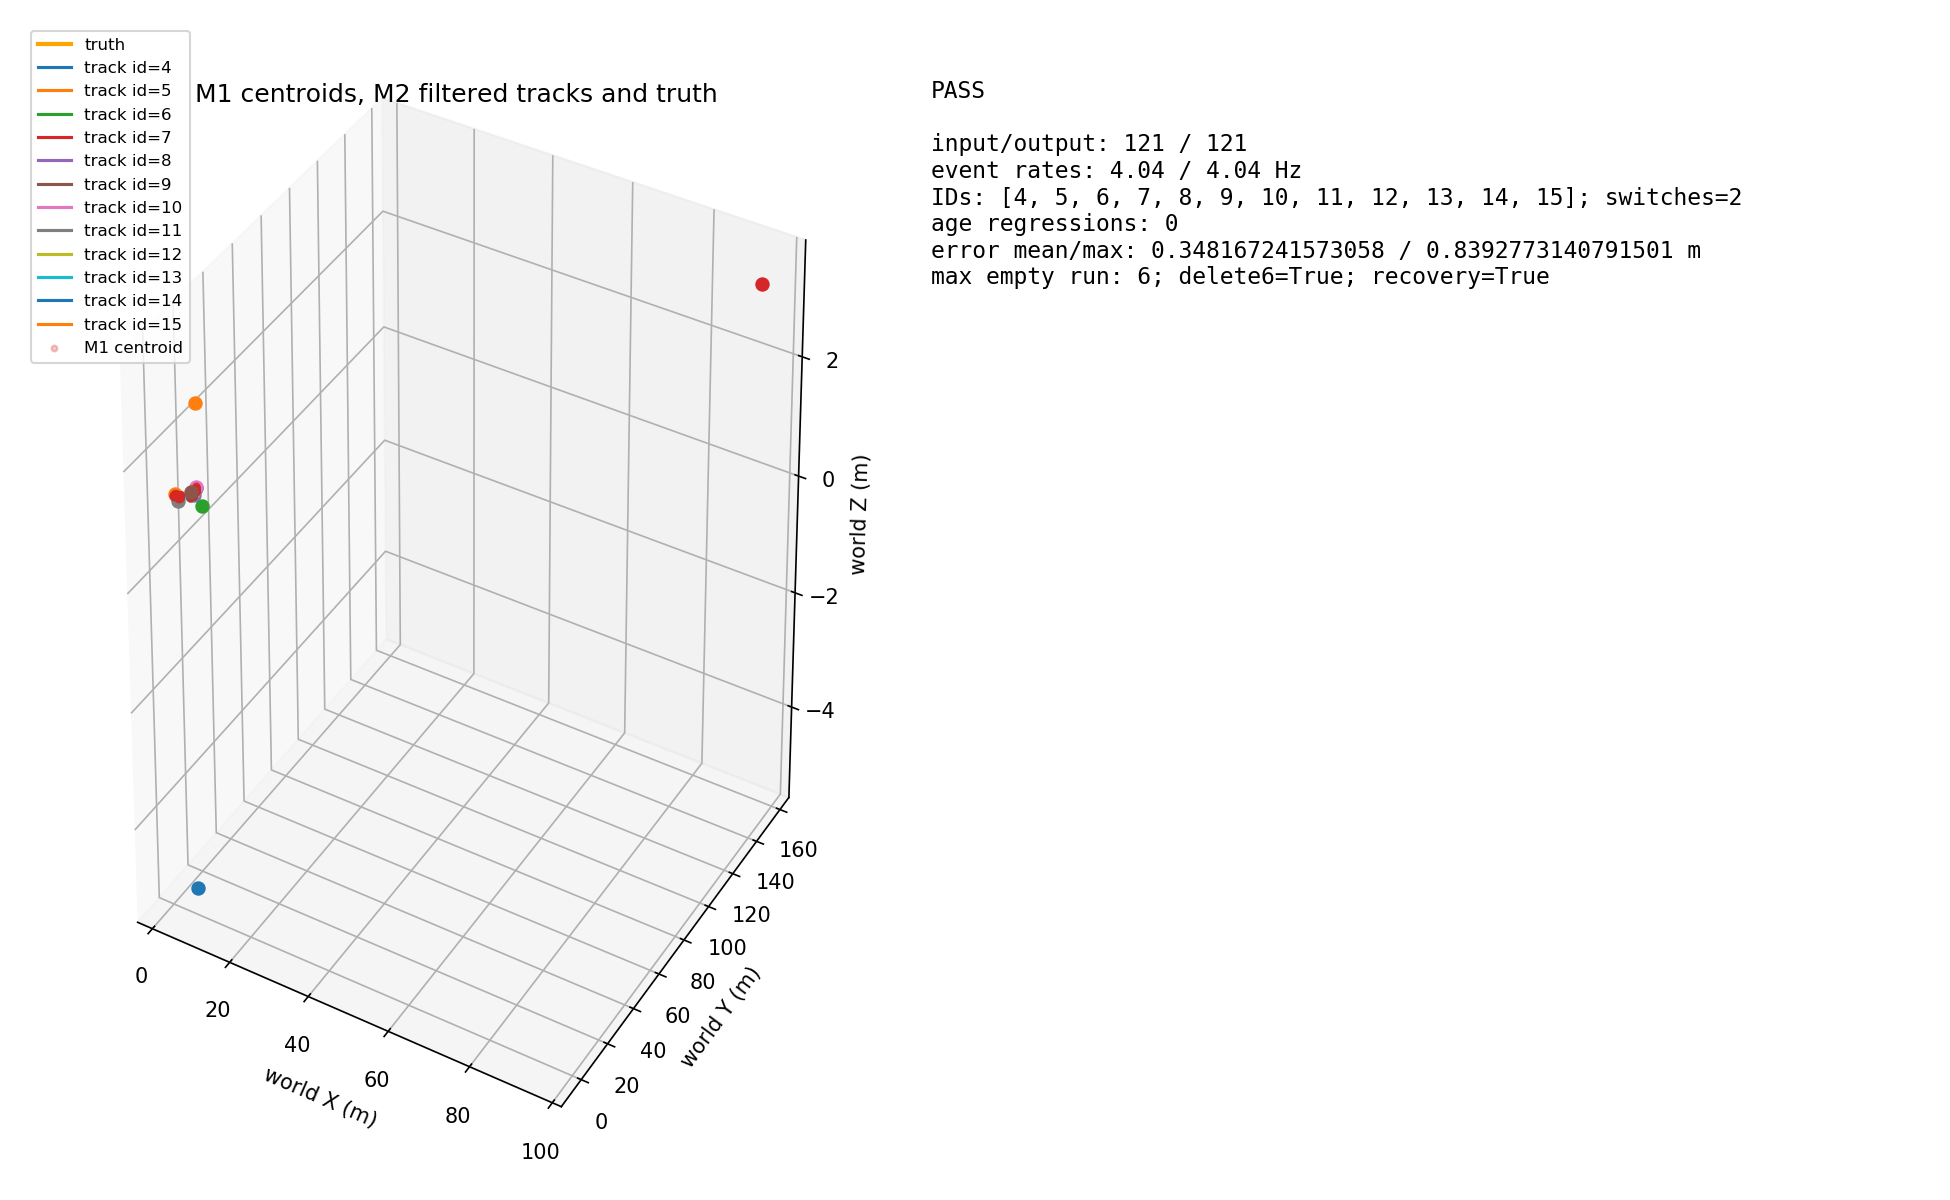 truth
track id=4
track id=5
track id=6
track id=7
track id=8
track id=9
track id=10
track id=11
track id=12
track id=13
track id=14
track id=15
M1 centroid
M1 centroids, M2 filtered tracks and truth
2
0
−2
−4
world Z (m)
160
140
120
100
80
60
40
20
0
world Y (m)
0
20
40
60
80
100
world X (m)
PASS
input/output: 121 / 121
event rates: 4.04 / 4.04 Hz
IDs: [4, 5, 6, 7, 8, 9, 10, 11, 12, 13, 14, 15]; switches=2
age regressions: 0
error mean/max: 0.348167241573058 / 0.8392773140791501 m
max empty run: 6; delete6=True; recovery=True